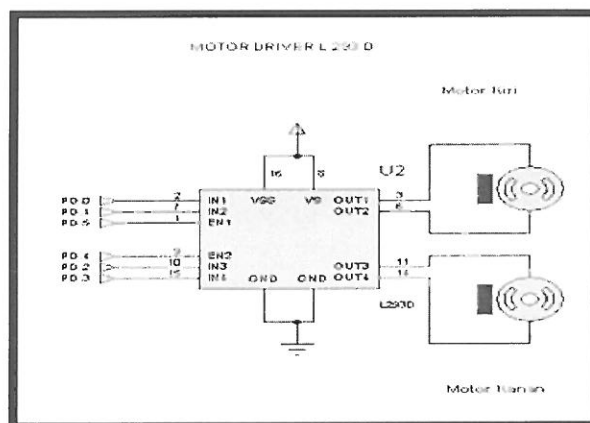 MOTOR DRIVER L 293 D
Motor Kiri
U2
16 8
PD.0 2 IN1 VSS VS OUT1 3
PD.1 7 IN2 OUT2 6
PD.5 1 EN1
PD.4 9 EN2
PD.2 10 IN3 OUT3 11
PD.3 15 IN4 GND GND OUT4 14
L293D
Motor Kanan